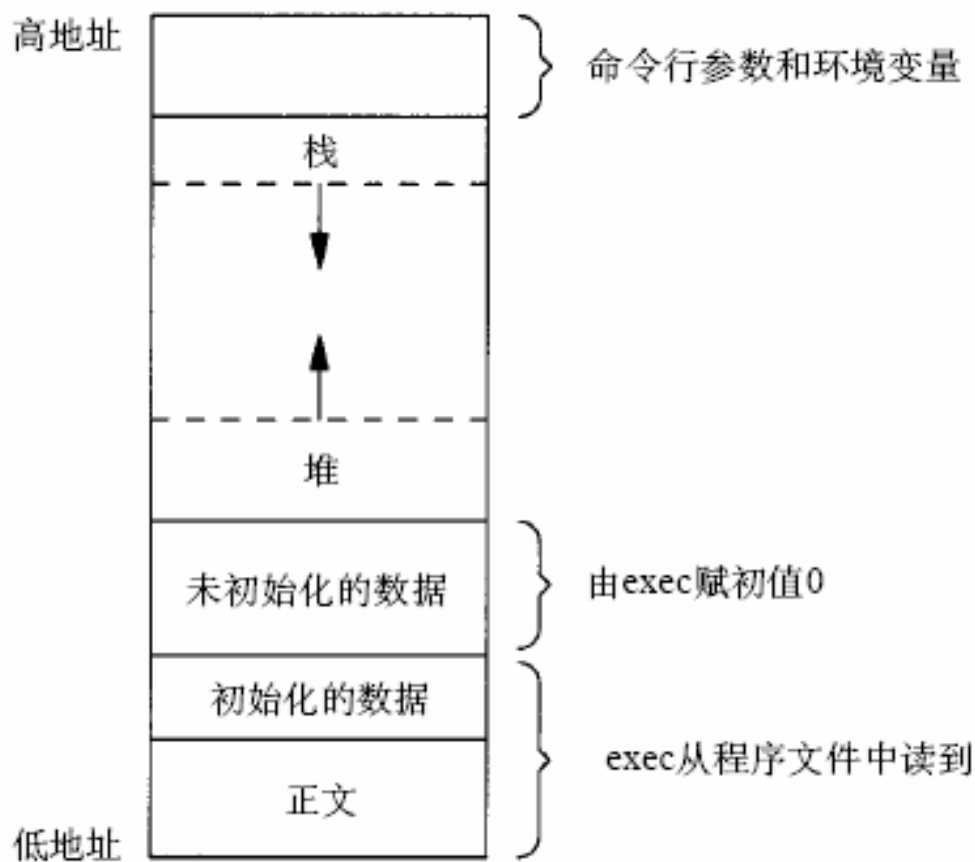 高地址
命令行参数和环境变量
栈
堆
未初始化的数据
由exec赋初值0
初始化的数据
exec从程序文件中读到
正文
低地址